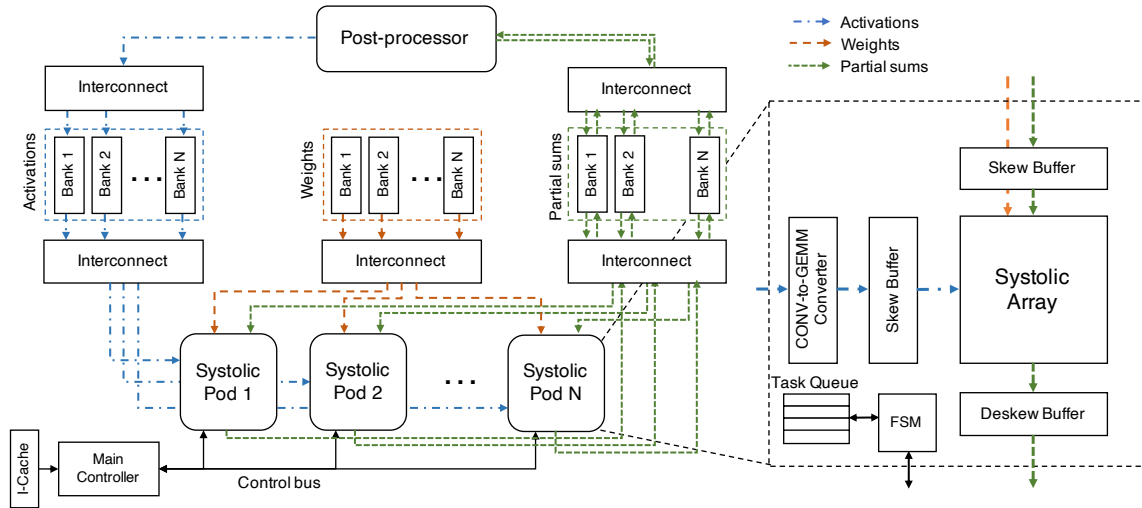 Post-processor
Activations
Weights
Partial sums
Interconnect
Interconnect
Activations
Bank 1
Bank 2
...
Bank N
Weights
Bank 1
Bank 2
...
Bank N
Partial sums
Bank 1
Bank 2
Bank N
Interconnect
Interconnect
Interconnect
Systolic
Pod 1
Systolic
Pod 2
...
Systolic
Pod N
I-Cache
Main
Controller
Control bus
Skew Buffer
CONV-to-GEMM
Converter
Skew Buffer
Systolic
Array
Task Queue
FSM
Deskew Buffer